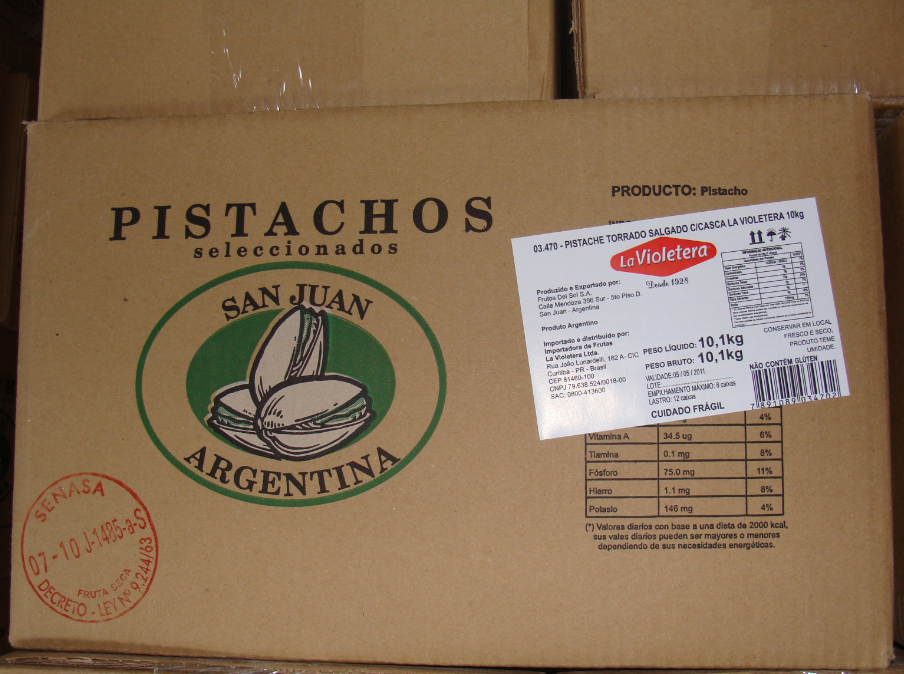 PISTACHOS
seleccionados
SAN JUAN
ARGENTINA
SENASA
07-10 J-1485-a-S
FRUTA SECA
DECRETO - LEY Nº 9.244/63
PRODUCTO: Pistacho
03.470 - PISTACHE TORRADO SALGADO C/CASCA LA VIOLETERA 10kg
La Violetera
Desde 1928
Produzido e Exportado por:
Frutos Del Sol S.A.
Calle Mendoza 396 Sur - 5to Piso D.
San Juan - Argentina
Produto Argentino
Importado e distribuído por:
Importadora de Frutas
La Violetera Ltda.
Rua João Lunardelli, 182 A- CIC
Curitiba - PR - Brasil
CEP 81460-100
CNPJ 79.638.524/0018-00
SAC: 0800-413600
PESO LÍQUIDO: 10,1kg
PESO BRUTO: 10,1kg
VALIDADE:05 / 05 / 2011
LOTE:
EMPILHAMENTO MÁXIMO: 8 caixas
LASTRO: 12 caixas
CUIDADO FRÁGIL
CONSERVAR EM LOCAL
FRESCO E SECO,
PRODUTO TEME
UMIDADE.
NÃO CONTÉM GLÚTEN
7 891089 034702
4%
Vitamina A 34.5 ug 6%
Tiamina 0.1 mg 8%
Fósforo 75.0 mg 11%
Hierro 1.1 mg 8%
Potasio 146 mg 4%
(*) Valores diarios con base a una dieta de 2000 kcal,
sus vales diarios pueden ser mayores o menores
dependiendo de sus necesidades energéticas.